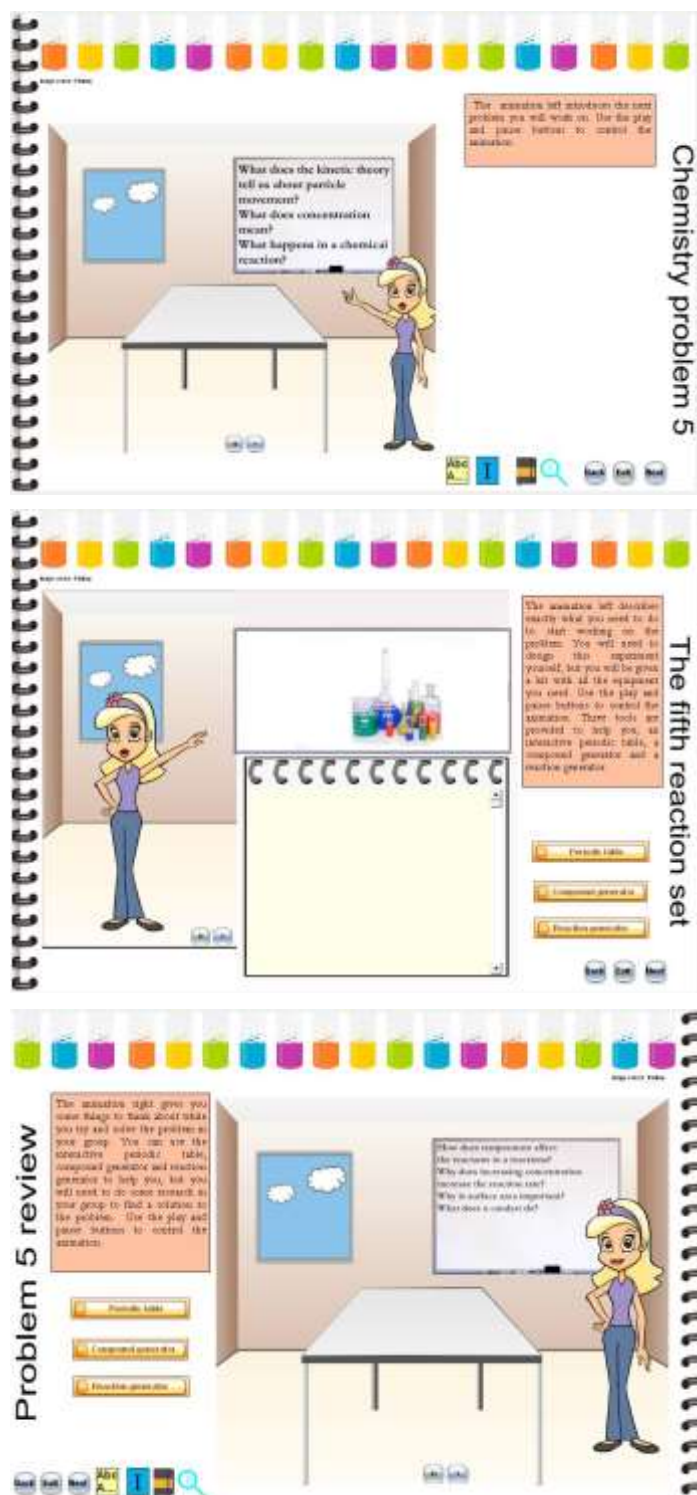 The animation left introduces the next
problem you will work on. Use the play
and pause buttons to control the
animation.
Chemistry problem 5
What does the kinetic theory
tell us about particle
movement?
What does concentration
mean?
What happens in a chemical
reaction?
Abc
A...
I
Back Exit Next
The animation left describes
exactly what you need to do
to start working on the
problem. You will need to
design this experiment
yourself, but you will be given
a kit with all the equipment
you need. Use the play and
pause buttons to control the
animation. Three tools are
provided to help you, an
interactive periodic table, a
compound generator and a
reaction generator.
The fifth reaction set
Periodic table
Compound generator
Reaction generator
Back Exit Next
Problem 5 review
The animation right gives you
some things to think about while
you try and solve the problem in
your group. You can use the
interactive periodic table,
compound generator and reaction
generator to help you, but you
will need to do some research in
your group to find a solution to
the problem. Use the play and
pause buttons to control the
animation.
How does temperature affect
the reactants in a reactions?
Why does increasing concentration
increase the reaction rate?
Why is surface area important?
What does a catalyst do?
Periodic table
Compound generator
Reaction generator
Back Exit Next
Abc
A...
I